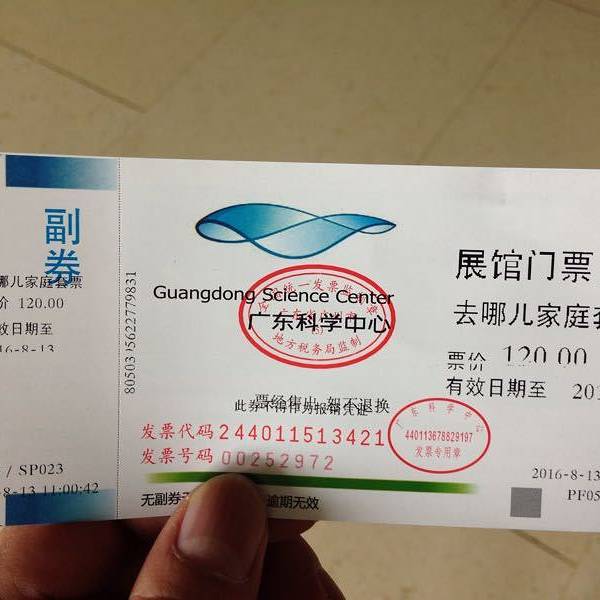 副券
哪儿家庭套票
价 120.00
效日期至
16-8-13
/ SP023
8-13 11:00:42
Guangdong Science Center
广东科学中心
地方税务局监制
票经售出 恕不退换
此券不得作为报销凭证
发票代码 244011513421
发票号码 00252972
广东科学中心
440113678829197
发票专用章
无副券
逾期无效
展馆门票
去哪儿家庭套
票价 120.00
有效日期至 201
2016-8-13
PF05